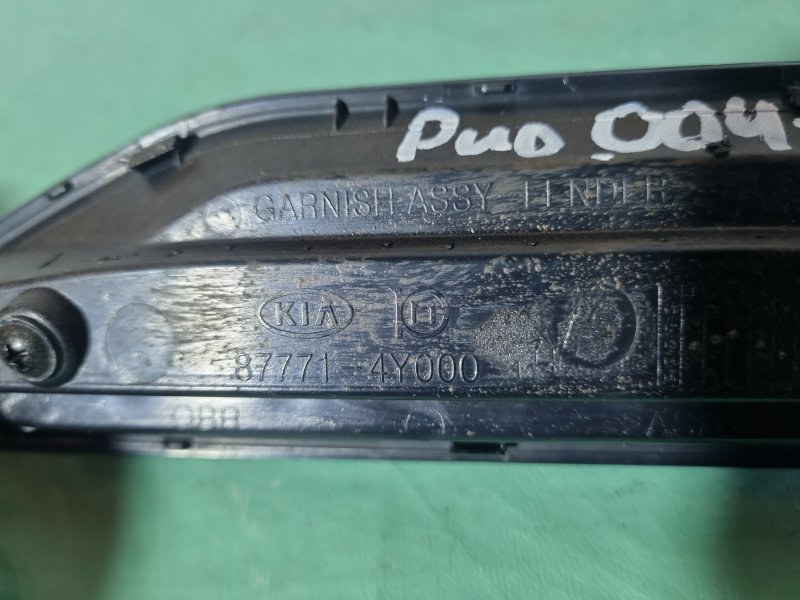 Рио 004
GARNISH ASSY FENDER
KIA
87771-4Y000